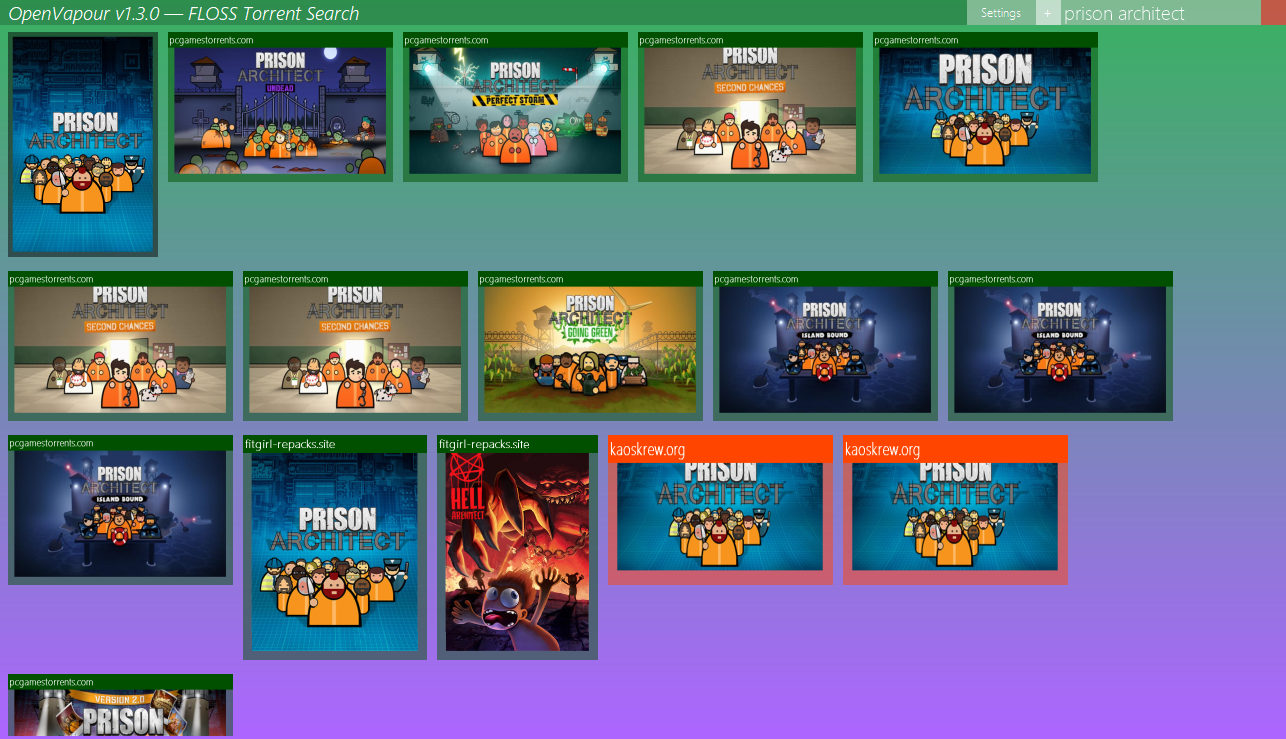 OpenVapour v1.3.0 — FLOSS Torrent Search
Settings
+
prison architect
PRISON
ARCHITECT
pcgamestorrents.com
PRISON
ARCHITECT
UNDEAD
pcgamestorrents.com
PRISON
ARCHITECT
PERFECT STORM
pcgamestorrents.com
PRISON
ARCHITECT
SECOND CHANCES
pcgamestorrents.com
PRISON
ARCHITECT
pcgamestorrents.com
PRISON
ARCHITECT
SECOND CHANCES
pcgamestorrents.com
PRISON
ARCHITECT
SECOND CHANCES
pcgamestorrents.com
PRISON
ARCHITECT
GOING GREEN
pcgamestorrents.com
PRISON
ARCHITECT
ISLAND BOUND
pcgamestorrents.com
PRISON
ARCHITECT
ISLAND BOUND
pcgamestorrents.com
PRISON
ARCHITECT
ISLAND BOUND
fitgirl-repacks.site
PRISON
ARCHITECT
fitgirl-repacks.site
HELL
ARCHITECT
kaoskrew.org
PRISON
ARCHITECT
kaoskrew.org
PRISON
ARCHITECT
pcgamestorrents.com
VERSION 2.0
PRISON